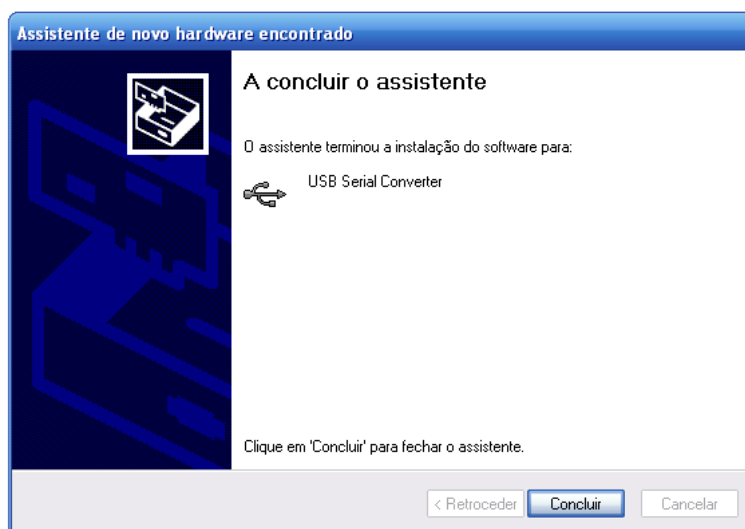 Assistente de novo hardware encontrado
A concluir o assistente
O assistente terminou a instalação do software para:
USB Serial Converter
Clique em 'Concluir' para fechar o assistente.
< Retroceder Concluir Cancelar